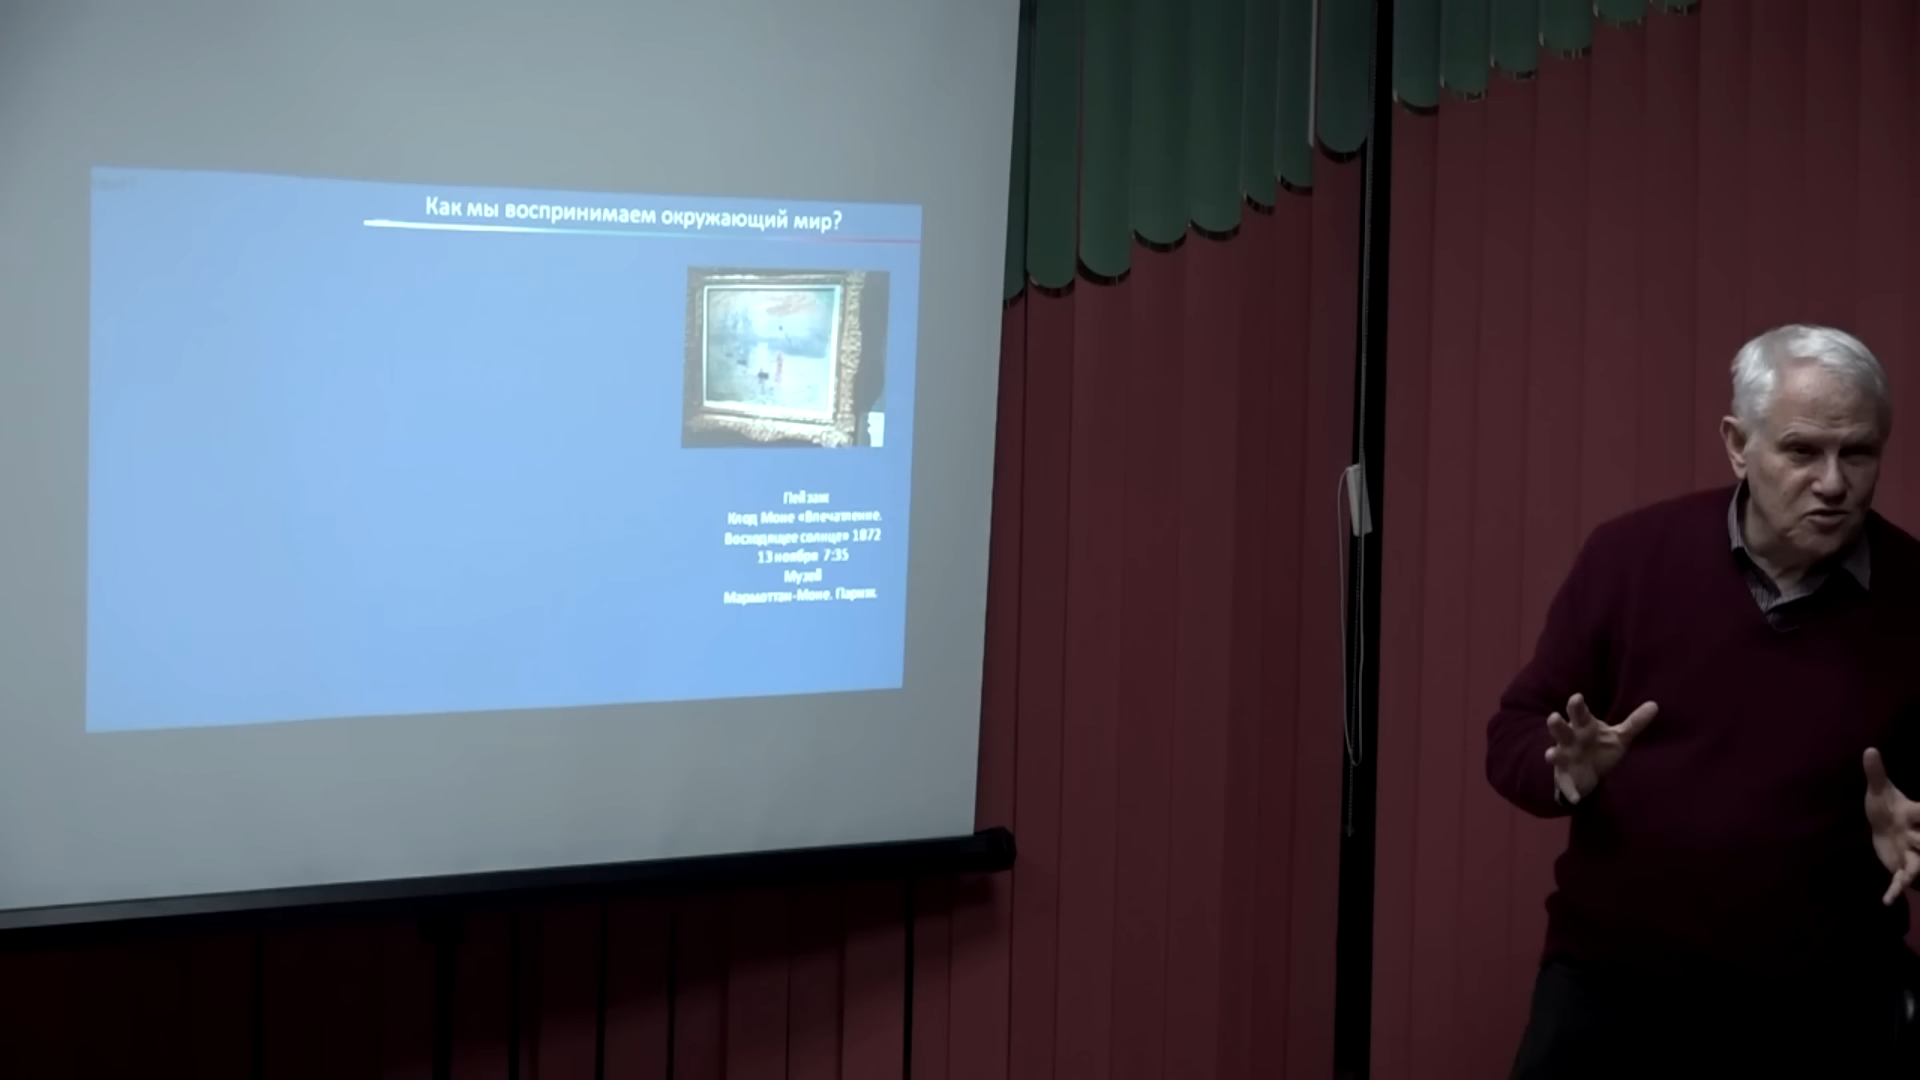 Как мы воспринимаем окружающий мир?
Пейзаж
Клод Моне «Впечатление.
Восходящее солнце» 1872
13 ноября 7:35
Музей
Мармоттан-Моне. Париж.